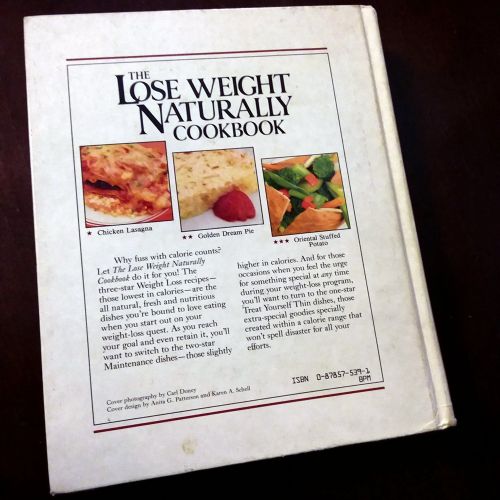 THE
LOSE WEIGHT
NATURALLY
COOKBOOK
★ Chicken Lasagna
★★ Golden Dream Pie
★★★ Oriental Stuffed
Potato
Why fuss with calorie counts?
Let The Lose Weight Naturally
Cookbook do it for you! The
three-star Weight Loss recipes—
those lowest in calories—are the
all natural, fresh and nutritious
dishes you're bound to love eating
when you start out on your
weight-loss quest. As you reach
your goal and even retain it, you'll
want to switch to the two-star
Maintenance dishes—those slightly
higher in calories. And for those
occasions when you feel the urge
for something special at any time
during your weight-loss program,
you'll want to turn to the one-star
Treat Yourself Thin dishes, those
extra-special goodies specially
created within a calorie range that
won't spell disaster for all your
efforts.
Cover photography by Carl Doney
Cover design by Anita G. Patterson and Karen A. Schell
ISBN 0-87857-539-1
BPM